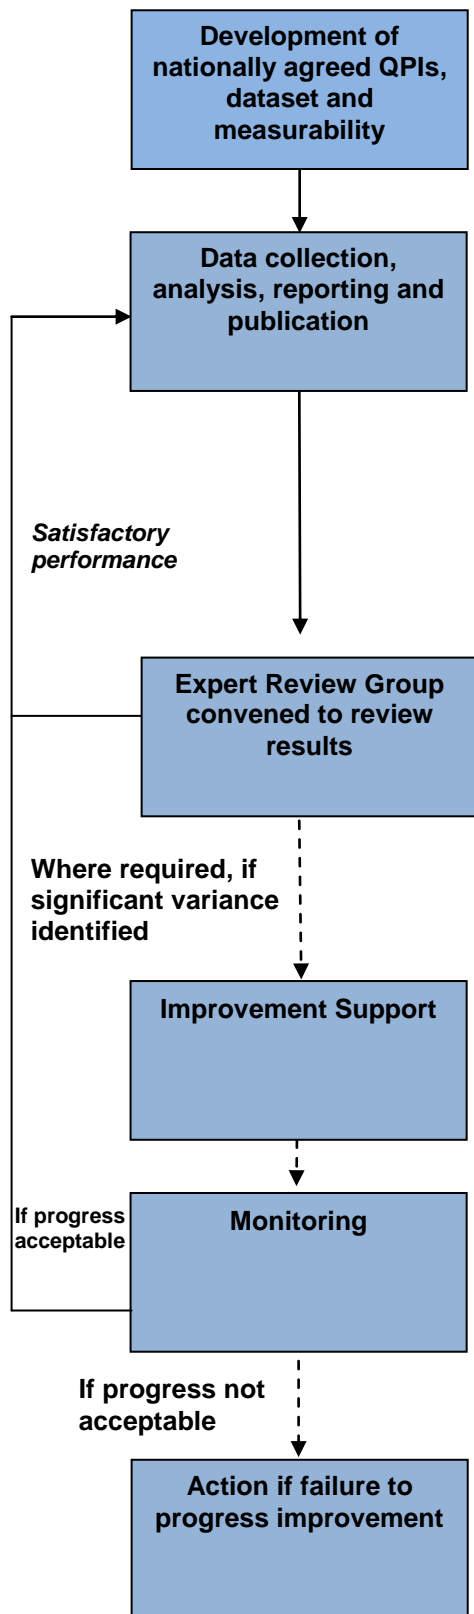 Development of
nationally agreed QPIs,
dataset and
measurability
Data collection,
analysis, reporting and
publication
Satisfactory
performance
Expert Review Group
convened to review
results
Where required, if
significant variance
identified
Improvement Support
If progress
acceptable
Monitoring
If progress not
acceptable
Action if failure to
progress improvement